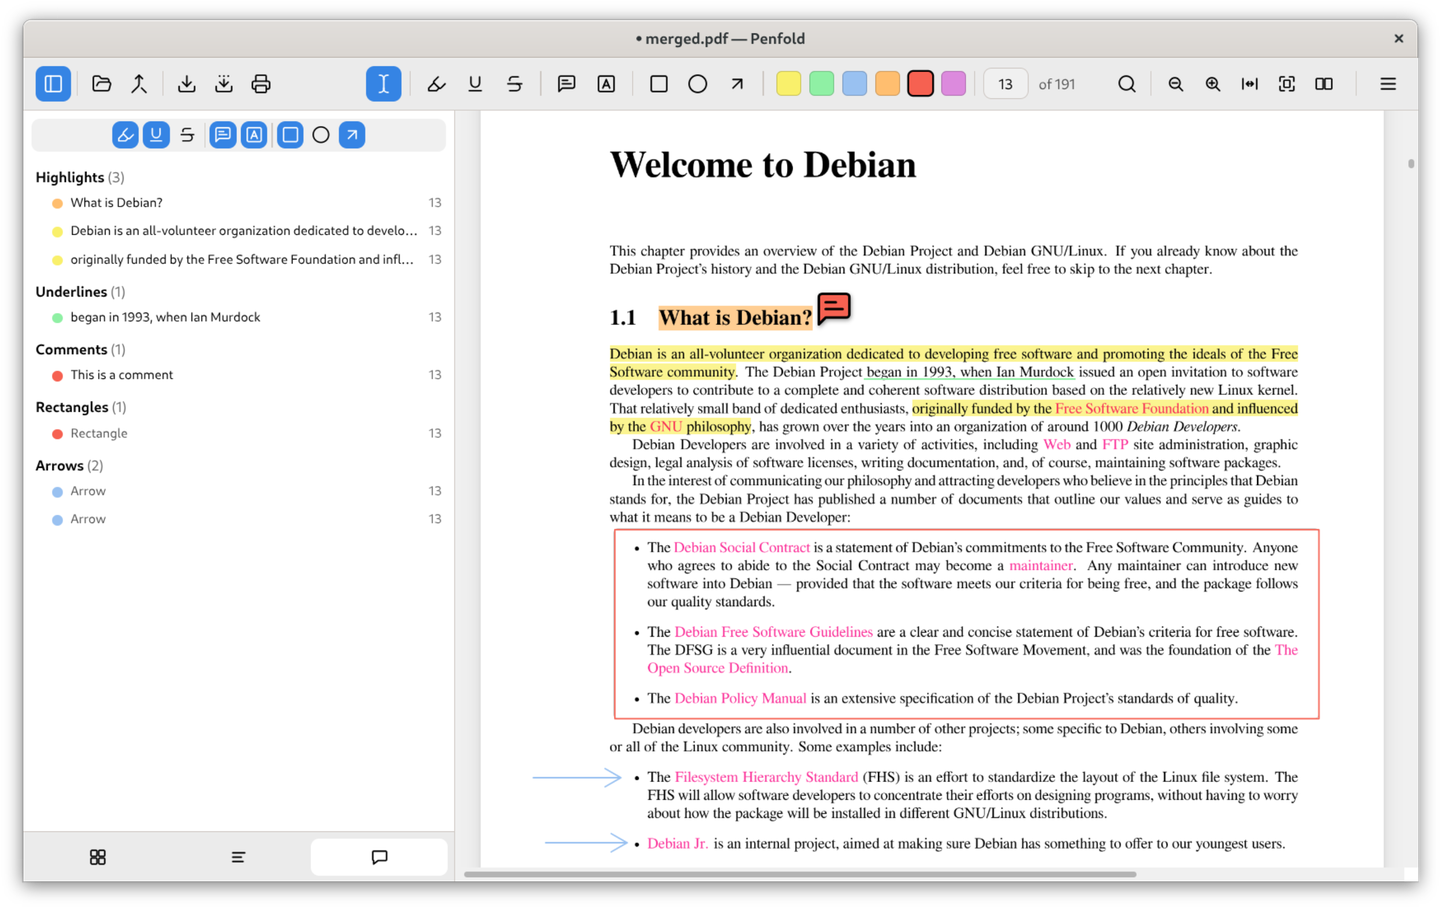 • merged.pdf — Penfold
13 of 191
Highlights (3)
What is Debian? 13
Debian is an all-volunteer organization dedicated to develo... 13
originally funded by the Free Software Foundation and infl... 13
Underlines (1)
began in 1993, when Ian Murdock 13
Comments (1)
This is a comment 13
Rectangles (1)
Rectangle 13
Arrows (2)
Arrow 13
Arrow 13
Welcome to Debian
This chapter provides an overview of the Debian Project and Debian GNU/Linux. If you already know about the
Debian Project's history and the Debian GNU/Linux distribution, feel free to skip to the next chapter.
1.1 What is Debian?
Debian is an all-volunteer organization dedicated to developing free software and promoting the ideals of the Free
Software community. The Debian Project began in 1993, when Ian Murdock issued an open invitation to software
developers to contribute to a complete and coherent software distribution based on the relatively new Linux kernel.
That relatively small band of dedicated enthusiasts, originally funded by the Free Software Foundation and influenced
by the GNU philosophy, has grown over the years into an organization of around 1000 Debian Developers.
Debian Developers are involved in a variety of activities, including Web and FTP site administration, graphic
design, legal analysis of software licenses, writing documentation, and, of course, maintaining software packages.
In the interest of communicating our philosophy and attracting developers who believe in the principles that Debian
stands for, the Debian Project has published a number of documents that outline our values and serve as guides to
what it means to be a Debian Developer:
• The Debian Social Contract is a statement of Debian's commitments to the Free Software Community. Anyone
who agrees to abide to the Social Contract may become a maintainer. Any maintainer can introduce new
software into Debian — provided that the software meets our criteria for being free, and the package follows
our quality standards.
• The Debian Free Software Guidelines are a clear and concise statement of Debian's criteria for free software.
The DFSG is a very influential document in the Free Software Movement, and was the foundation of the The
Open Source Definition.
• The Debian Policy Manual is an extensive specification of the Debian Project's standards of quality.
Debian developers are also involved in a number of other projects; some specific to Debian, others involving some
or all of the Linux community. Some examples include:
• The Filesystem Hierarchy Standard (FHS) is an effort to standardize the layout of the Linux file system. The
FHS will allow software developers to concentrate their efforts on designing programs, without having to worry
about how the package will be installed in different GNU/Linux distributions.
• Debian Jr. is an internal project, aimed at making sure Debian has something to offer to our youngest users.